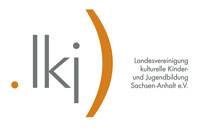 .lkj)
Landesvereinigung
kulturelle Kinder-
und Jugendbildung
Sachsen-Anhalt e.V.